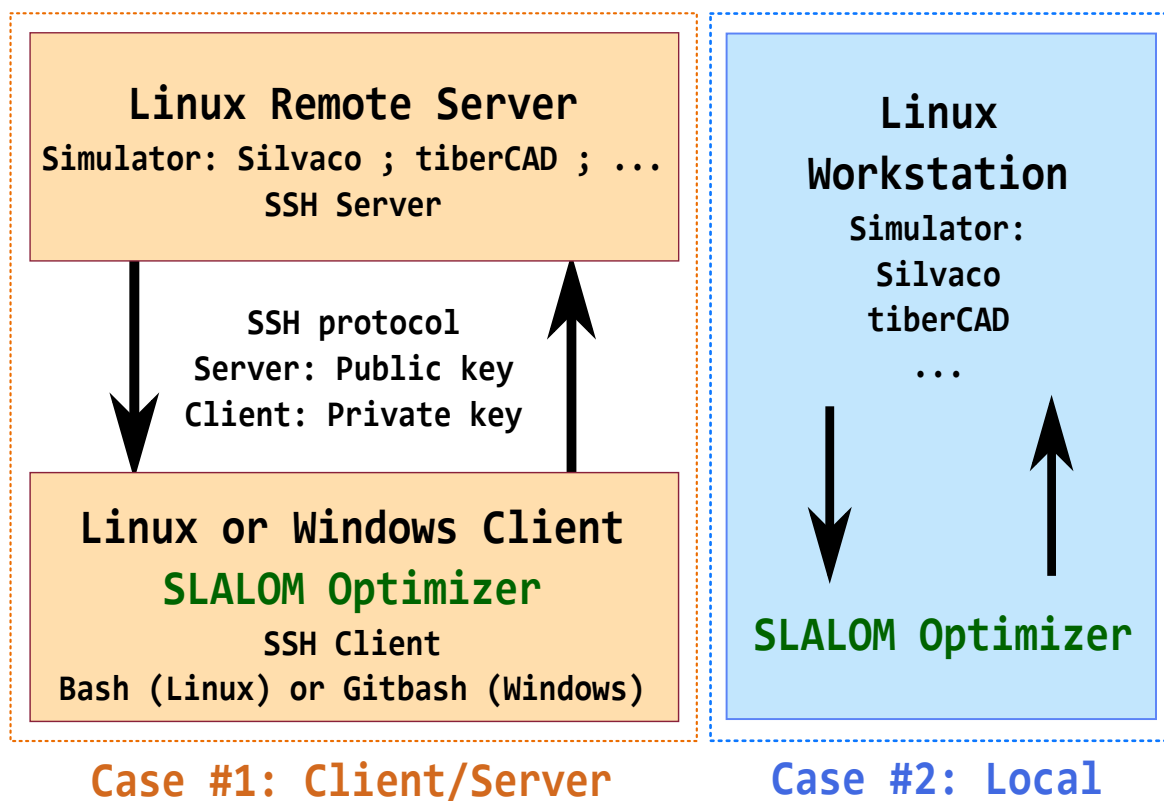 Linux Remote Server
Simulator: Silvaco ; tiberCAD ; ...
SSH Server
SSH protocol
Server: Public key
Client: Private key
Linux or Windows Client
SLALOM Optimizer
SSH Client
Bash (Linux) or Gitbash (Windows)
Case #1: Client/Server
Linux
Workstation
Simulator:
Silvaco
tiberCAD
...
SLALOM Optimizer
Case #2: Local